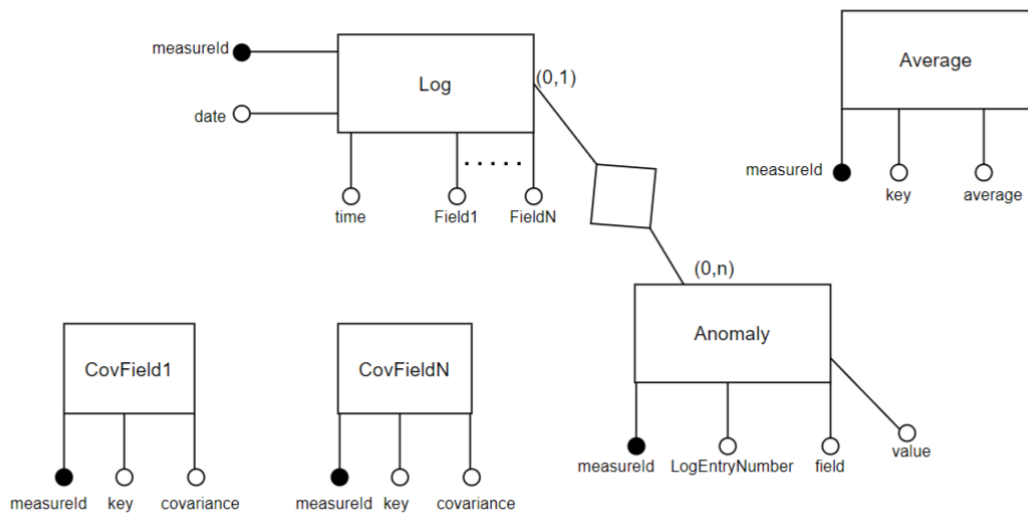 measureId
Log
(0,1)
Average
date
.....
time
Field1
FieldN
measureId
key
average
(0,n)
Anomaly
CovField1
CovFieldN
measureId
LogEntryNumber
field
value
measureId
key
covariance
measureId
key
covariance